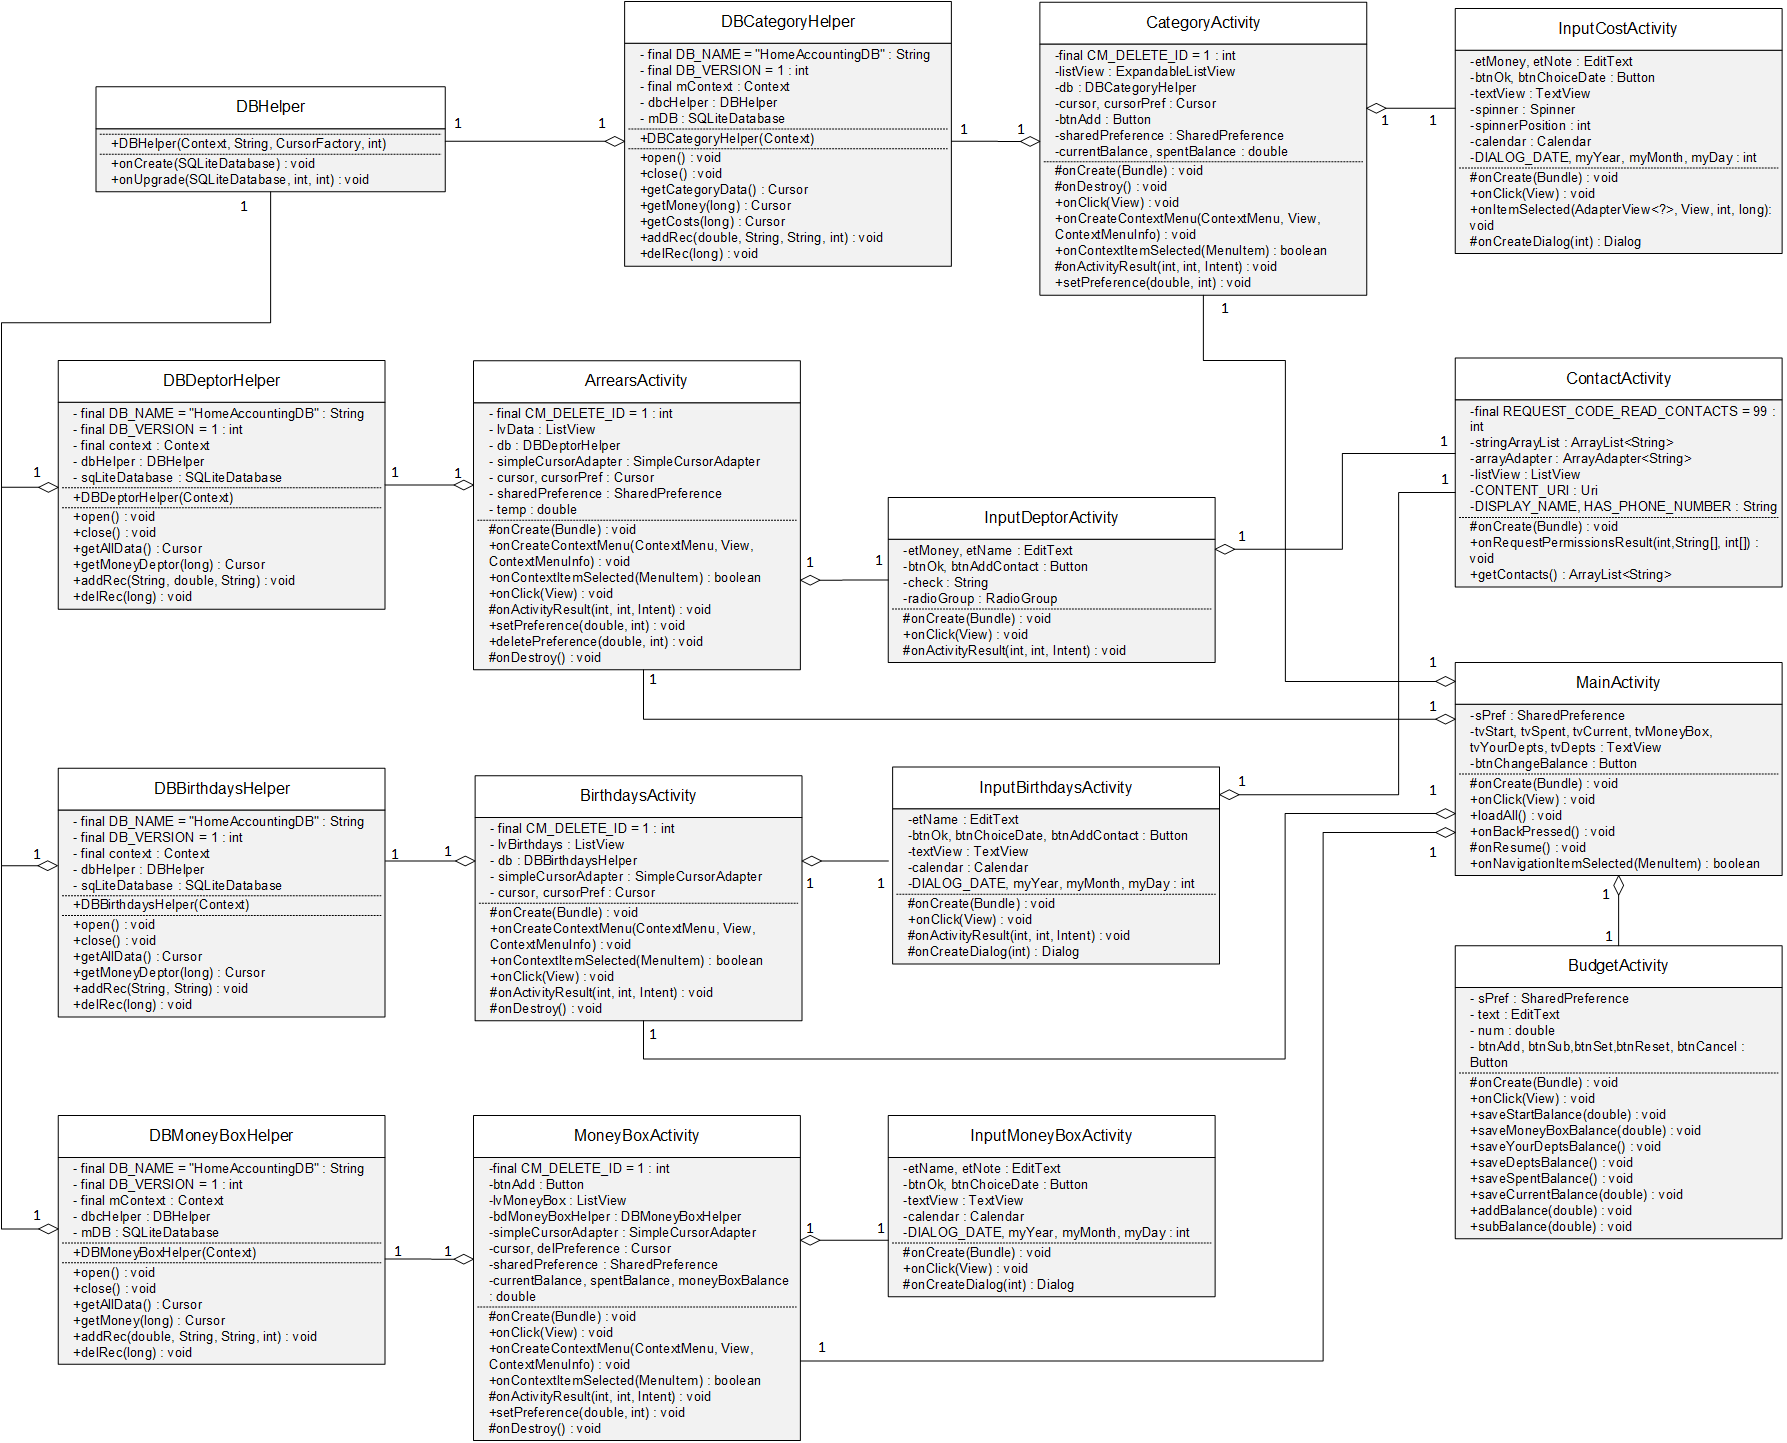 DBHelper
+DBHelper(Context, String, CursorFactory, int)
+onCreate(SQLiteDatabase) : void
+onUpgrade(SQLiteDatabase, int, int) : void
1
1
1
DBCategoryHelper
- final DB_NAME = "HomeAccountingDB" : String
- final DB_VERSION = 1 : int
- final mContext : Context
- dbcHelper : DBHelper
- mDB : SQLiteDatabase
+DBCategoryHelper(Context)
+open() : void
+close() : void
+getCategoryData() : Cursor
+getMoney(long) : Cursor
+getCosts(long) : Cursor
+addRec(double, String, String, int) : void
+delRec(long) : void
1
1
CategoryActivity
-final CM_DELETE_ID = 1 : int
-listView : ExpandableListView
-db : DBCategoryHelper
-cursor, cursorPref : Cursor
-btnAdd : Button
-sharedPreference : SharedPreference
-currentBalance, spentBalance : double
#onCreate(Bundle) : void
#onDestroy() : void
+onClick(View) : void
+onCreateContextMenu(ContextMenu, View,
ContextMenuInfo) : void
+onContextItemSelected(MenuItem) : boolean
#onActivityResult(int, int, Intent) : void
+setPreference(double, int) : void
1
1
1
InputCostActivity
-etMoney, etNote : EditText
-btnOk, btnChoiceDate : Button
-textView : TextView
-spinner : Spinner
-spinnerPosition : int
-calendar : Calendar
-DIALOG_DATE, myYear, myMonth, myDay : int
#onCreate(Bundle) : void
+onClick(View) : void
+onItemSelected(AdapterView<?>, View, int, long):
void
#onCreateDialog(int) : Dialog
1
DBDeptorHelper
- final DB_NAME = "HomeAccountingDB" : String
- final DB_VERSION = 1 : int
- final context : Context
- dbHelper : DBHelper
- sqLiteDatabase : SQLiteDatabase
+DBDeptorHelper(Context)
+open() : void
+close() : void
+getAllData() : Cursor
+getMoneyDeptor(long) : Cursor
+addRec(String, double, String) : void
+delRec(long) : void
1
1
ArrearsActivity
- final CM_DELETE_ID = 1 : int
- lvData : ListView
- db : DBDeptorHelper
- simpleCursorAdapter : SimpleCursorAdapter
- cursor, cursorPref : Cursor
- sharedPreference : SharedPreference
- temp : double
#onCreate(Bundle) : void
+onCreateContextMenu(ContextMenu, View,
ContextMenuInfo) : void
+onContextItemSelected(MenuItem) : boolean
+onClick(View) : void
#onActivityResult(int, int, Intent) : void
+setPreference(double, int) : void
+deletePreference(double, int) : void
#onDestroy() : void
1
1
1
InputDeptorActivity
-etMoney, etName : EditText
-btnOk, btnAddContact : Button
-check : String
-radioGroup : RadioGroup
#onCreate(Bundle) : void
+onClick(View) : void
#onActivityResult(int, int, Intent) : void
1
1
1
ContactActivity
-final REQUEST_CODE_READ_CONTACTS = 99 :
int
-stringArrayList : ArrayList<String>
-arrayAdapter : ArrayAdapter<String>
-listView : ListView
-CONTENT_URI : Uri
-DISPLAY_NAME, HAS_PHONE_NUMBER : String
#onCreate(Bundle) : void
+onRequestPermissionsResult(int,String[], int[]) :
void
+getContacts() : ArrayList<String>
1
1
1
1
MainActivity
-sPref : SharedPreference
-tvStart, tvSpent, tvCurrent, tvMoneyBox,
tvYourDepts, tvDepts : TextView
-btnChangeBalance : Button
#onCreate(Bundle) : void
+onClick(View) : void
+loadAll() : void
+onBackPressed() : void
#onResume() : void
+onNavigationItemSelected(MenuItem) : boolean
1
1
1
DBBirthdaysHelper
- final DB_NAME = "HomeAccountingDB" : String
- final DB_VERSION = 1 : int
- final context : Context
- dbHelper : DBHelper
- sqLiteDatabase : SQLiteDatabase
+DBBirthdaysHelper(Context)
+open() : void
+close() : void
+getAllData() : Cursor
+getMoneyDeptor(long) : Cursor
+addRec(String, String) : void
+delRec(long) : void
1
1
BirthdaysActivity
- final CM_DELETE_ID = 1 : int
- lvBirthdays : ListView
- db : DBBirthdaysHelper
- simpleCursorAdapter : SimpleCursorAdapter
- cursor, cursorPref : Cursor
#onCreate(Bundle) : void
+onCreateContextMenu(ContextMenu, View,
ContextMenuInfo) : void
+onContextItemSelected(MenuItem) : boolean
+onClick(View) : void
#onActivityResult(int, int, Intent) : void
#onDestroy() : void
1
1
1
InputBirthdaysActivity
-etName : EditText
-btnOk, btnChoiceDate, btnAddContact : Button
-textView : TextView
-calendar : Calendar
-DIALOG_DATE, myYear, myMonth, myDay : int
#onCreate(Bundle) : void
+onClick(View) : void
#onActivityResult(int, int, Intent) : void
#onCreateDialog(int) : Dialog
1
BudgetActivity
- sPref : SharedPreference
- text : EditText
- num : double
- btnAdd, btnSub,btnSet,btnReset, btnCancel :
Button
#onCreate(Bundle) : void
+onClick(View) : void
+saveStartBalance(double) : void
+saveMoneyBoxBalance(double) : void
+saveYourDeptsBalance() : void
+saveDeptsBalance() : void
+saveSpentBalance() : void
+saveCurrentBalance(double) : void
+addBalance(double) : void
+subBalance(double) : void
1
DBMoneyBoxHelper
- final DB_NAME = "HomeAccountingDB" : String
- final DB_VERSION = 1 : int
- final mContext : Context
- dbcHelper : DBHelper
- mDB : SQLiteDatabase
+DBMoneyBoxHelper(Context)
+open() : void
+close() : void
+getAllData() : Cursor
+getMoney(long) : Cursor
+addRec(double, String, String, int) : void
+delRec(long) : void
1
1
MoneyBoxActivity
-final CM_DELETE_ID = 1 : int
-btnAdd : Button
-lvMoneyBox : ListView
-bdMoneyBoxHelper : DBMoneyBoxHelper
-simpleCursorAdapter : SimpleCursorAdapter
-cursor, delPreference : Cursor
-sharedPreference : SharedPreference
-currentBalance, spentBalance, moneyBoxBalance
: double
#onCreate(Bundle) : void
+onClick(View) : void
+onCreateContextMenu(ContextMenu, View,
ContextMenuInfo) : void
+onContextItemSelected(MenuItem) : boolean
#onActivityResult(int, int, Intent) : void
+setPreference(double, int) : void
#onDestroy() : void
1
1
1
InputMoneyBoxActivity
-etName, etNote : EditText
-btnOk, btnChoiceDate : Button
-textView : TextView
-calendar : Calendar
-DIALOG_DATE, myYear, myMonth, myDay : int
#onCreate(Bundle) : void
+onClick(View) : void
#onCreateDialog(int) : Dialog